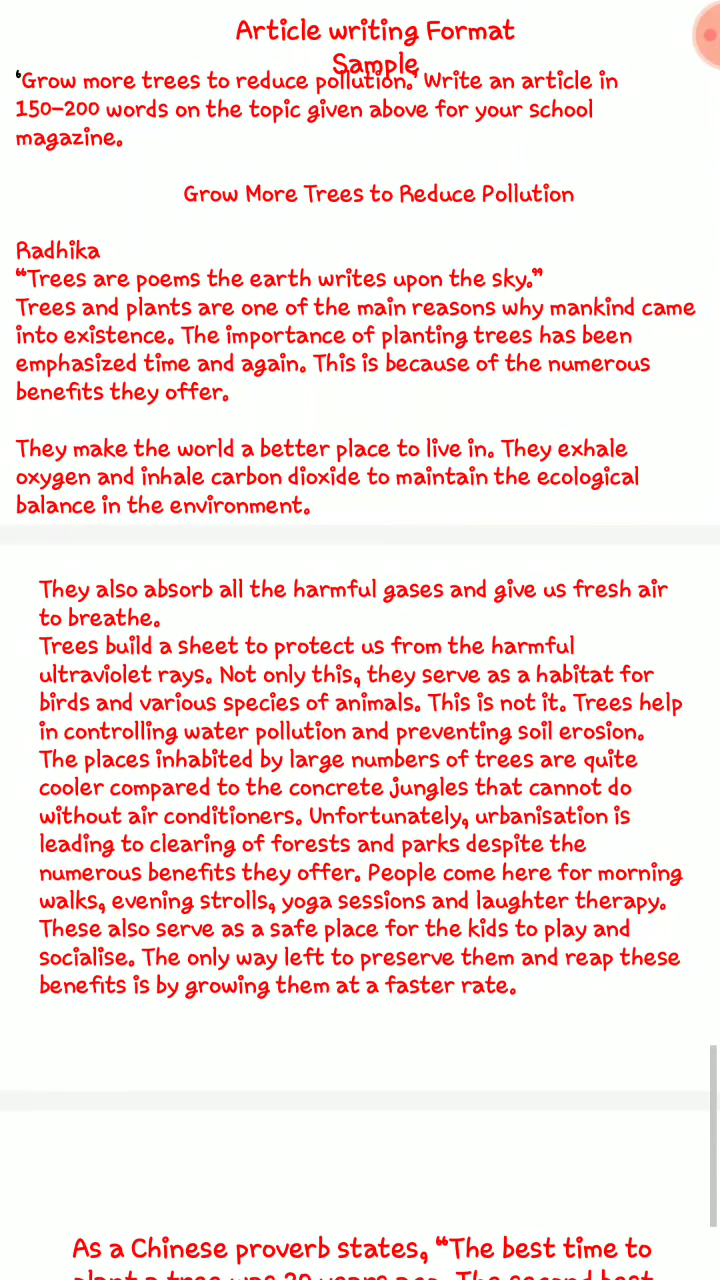 Article writing Format
Sample
'Grow more trees to reduce pollution.' Write an article in
150–200 words on the topic given above for your school
magazine.
Grow More Trees to Reduce Pollution
Radhika
“Trees are poems the earth writes upon the sky.”
Trees and plants are one of the main reasons why mankind came
into existence. The importance of planting trees has been
emphasized time and again. This is because of the numerous
benefits they offer.
They make the world a better place to live in. They exhale
oxygen and inhale carbon dioxide to maintain the ecological
balance in the environment.
They also absorb all the harmful gases and give us fresh air
to breathe.
Trees build a sheet to protect us from the harmful
ultraviolet rays. Not only this, they serve as a habitat for
birds and various species of animals. This is not it. Trees help
in controlling water pollution and preventing soil erosion.
The places inhabited by large numbers of trees are quite
cooler compared to the concrete jungles that cannot do
without air conditioners. Unfortunately, urbanisation is
leading to clearing of forests and parks despite the
numerous benefits they offer. People come here for morning
walks, evening strolls, yoga sessions and laughter therapy.
These also serve as a safe place for the kids to play and
socialise. The only way left to preserve them and reap these
benefits is by growing them at a faster rate.
As a Chinese proverb states, “The best time to
plant a tree was 20 years ago. The second best